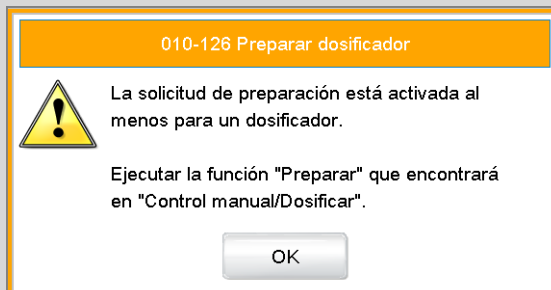 010-126 Preparar dosificador
La solicitud de preparación está activada al
menos para un dosificador.
Ejecutar la función "Preparar" que encontrará
en "Control manual/Dosificar".
OK